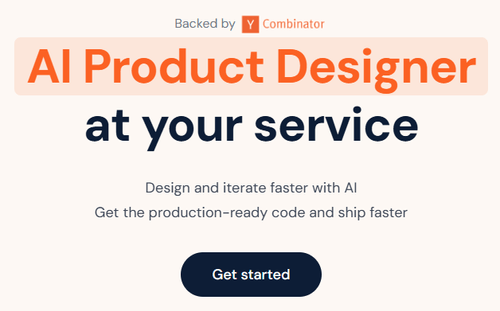 Backed by Y Combinator
AI Product Designer
at your service
Design and iterate faster with AI
Get the production-ready code and ship faster
Get started